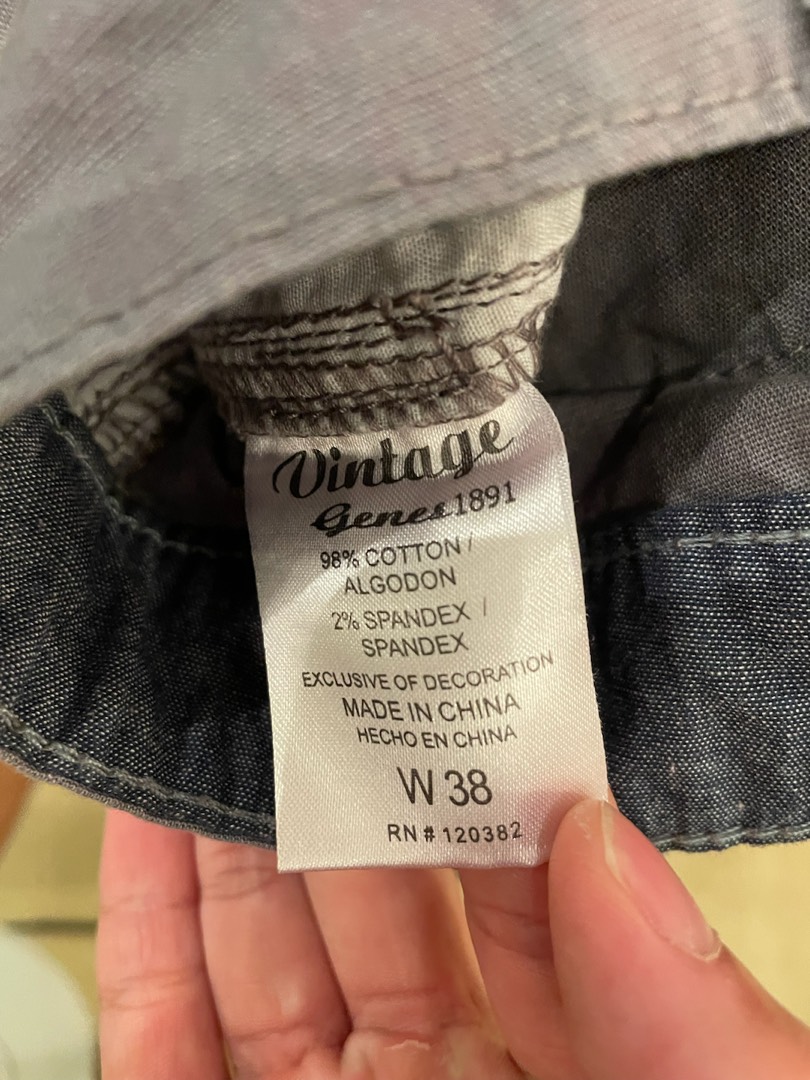 Vintage
Genes 1891
98% COTTON /
ALGODON
2% SPANDEX /
SPANDEX
EXCLUSIVE OF DECORATION
MADE IN CHINA
HECHO EN CHINA
W 38
RN # 120382